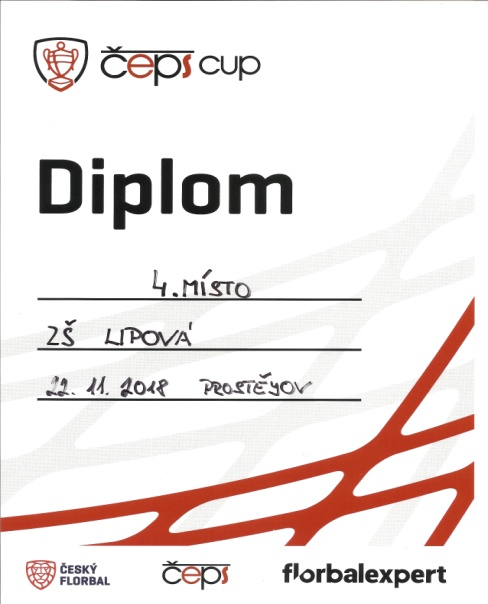 čeps cup
Diplom
4. MÍSTO
ZŠ LIPOVÁ
22. 11. 2018 PROSTĚJOV
ČESKÝ
FLORBAL
čeps
florbalexpert